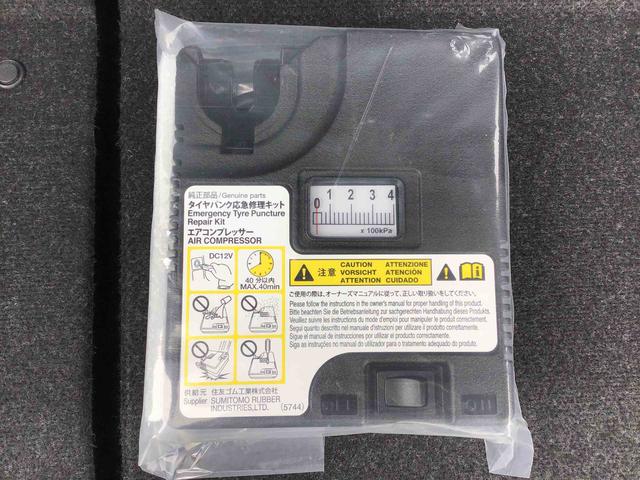 純正部品/Genuine parts
タイヤパンク応急修理キット
Emergency Tyre Puncture
Repair Kit
エアコンプレッサー
AIR COMPRESSOR
DC12V
40分以内
MAX.40min
供給元 住友ゴム工業株式会社
Supplier SUMITOMO RUBBER
INDUSTRIES,LTD. (5744)
0 1 2 3 4
x 100kPa
注意
CAUTION ATTENZIONE
VORSICHT ATENCIÓN
ATTENTION CUIDADO
ご使用の際は、オーナーズマニュアルに従って、正しい取り扱いをしてください。
Please follow the instructions in the owner's manual for proper handling of this product.
Bitte beachten Sie die Betriebsanleitung zur sachgerechten Handhabung dieses Produkts.
Veuillez suivre les instructions du mode d'emploi pour manipuler le produit correctement.
Segui quanto descritto nel manuale d'istruzioni per utilizzare il prodotto correttamente.
Sigue el manual de instrucciones por utilizar el producto correctamente.
Siga as instruções no manual do utilizador para o tratamento adequado do produto.